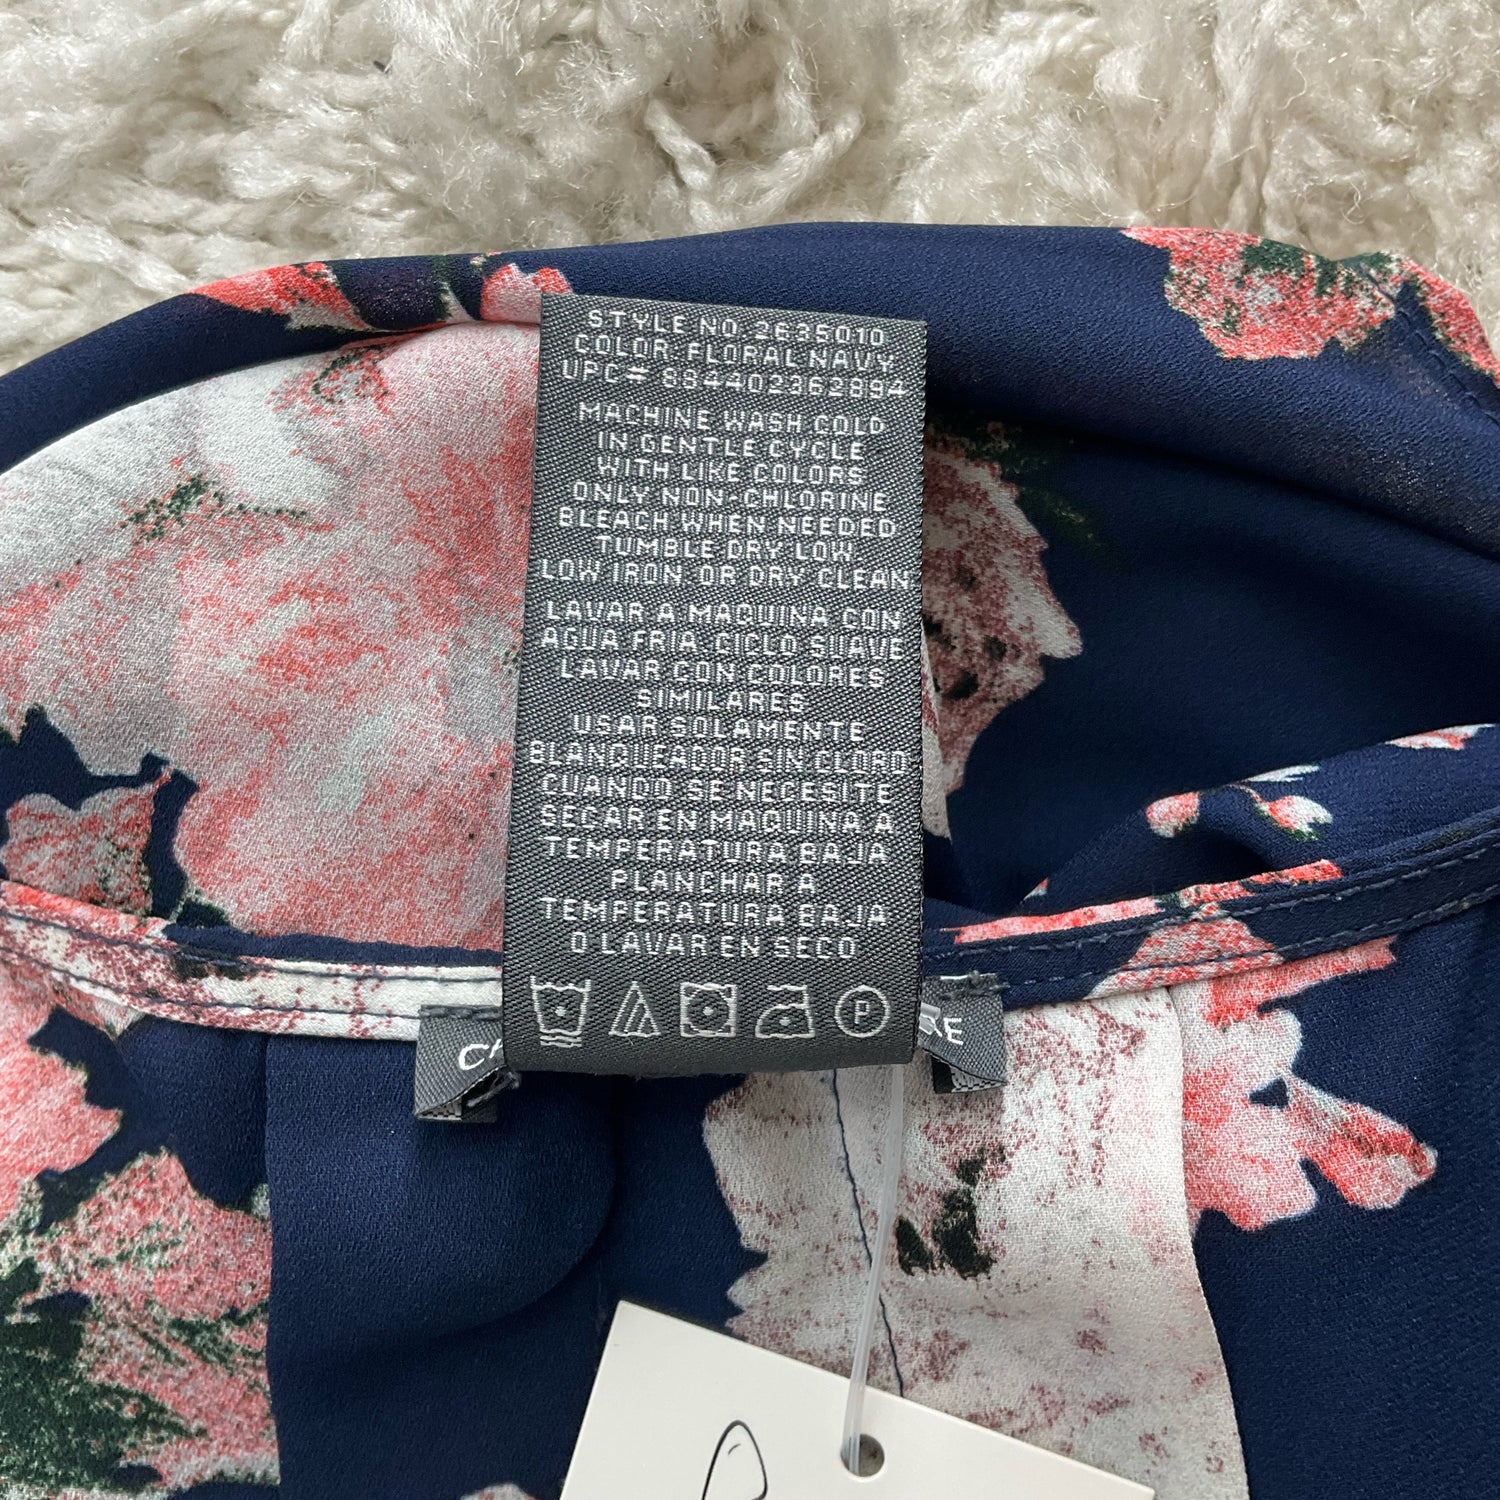 STYLE NO. 2635010
COLOR: FLORAL NAVY
UPC# 884402362894
MACHINE WASH COLD
IN GENTLE CYCLE
WITH LIKE COLORS
ONLY NON-CHLORINE
BLEACH WHEN NEEDED
TUMBLE DRY LOW
LOW IRON OR DRY CLEAN
LAVAR A MAQUINA CON
AGUA FRIA CICLO SUAVE
LAVAR CON COLORES
SIMILARES
USAR SOLAMENTE
BLANQUEADOR SIN CLORO
CUANDO SE NECESITE
SECAR EN MAQUINA A
TEMPERATURA BAJA
PLANCHAR A
TEMPERATURA BAJA
O LAVAR EN SECO
P